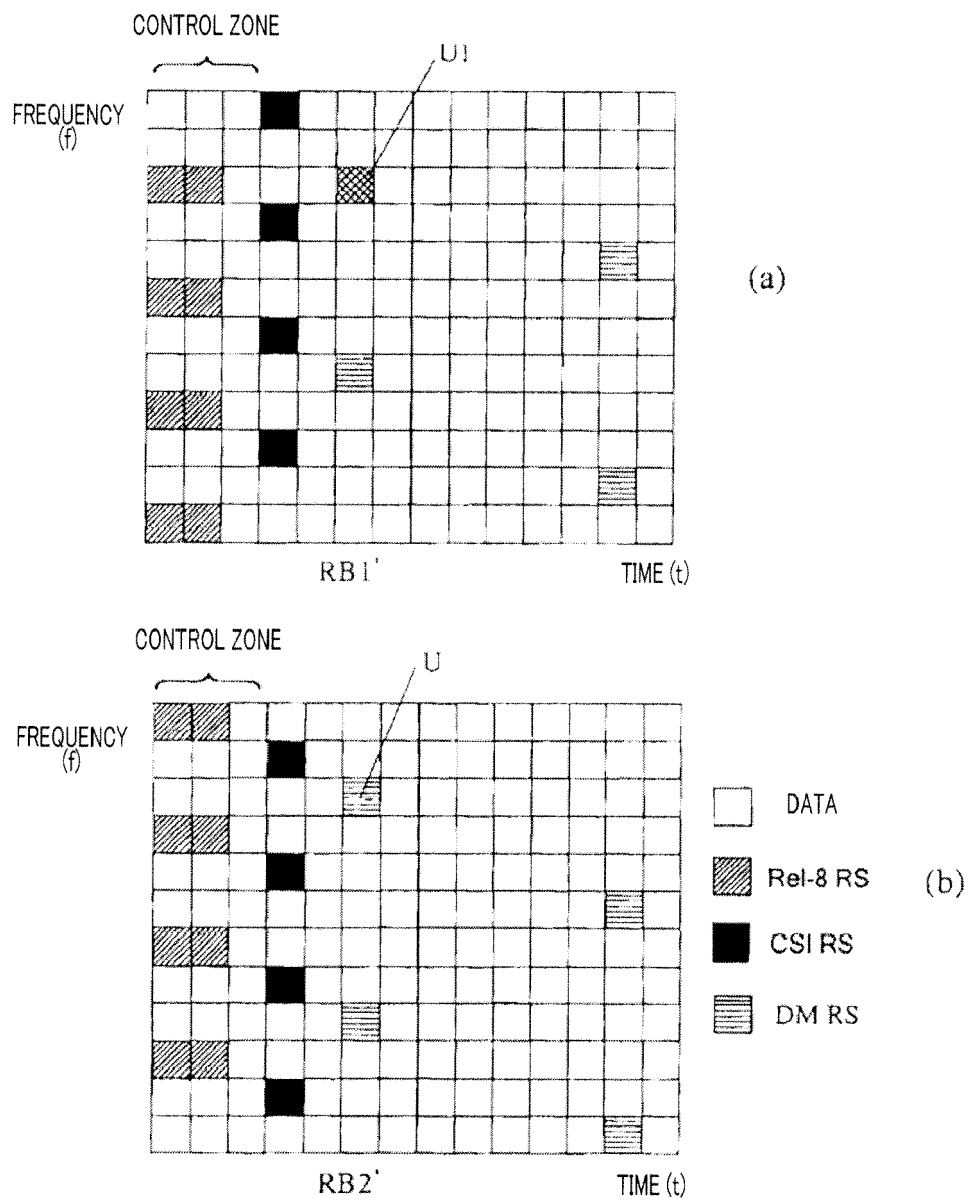 CONTROL ZONE
U1
FREQUENCY
(f)
(a)
RB1'
TIME (t)
CONTROL ZONE
U
FREQUENCY
(f)
DATA
Rel-8 RS
(b)
CSI RS
DM RS
RB2'
TIME (t)